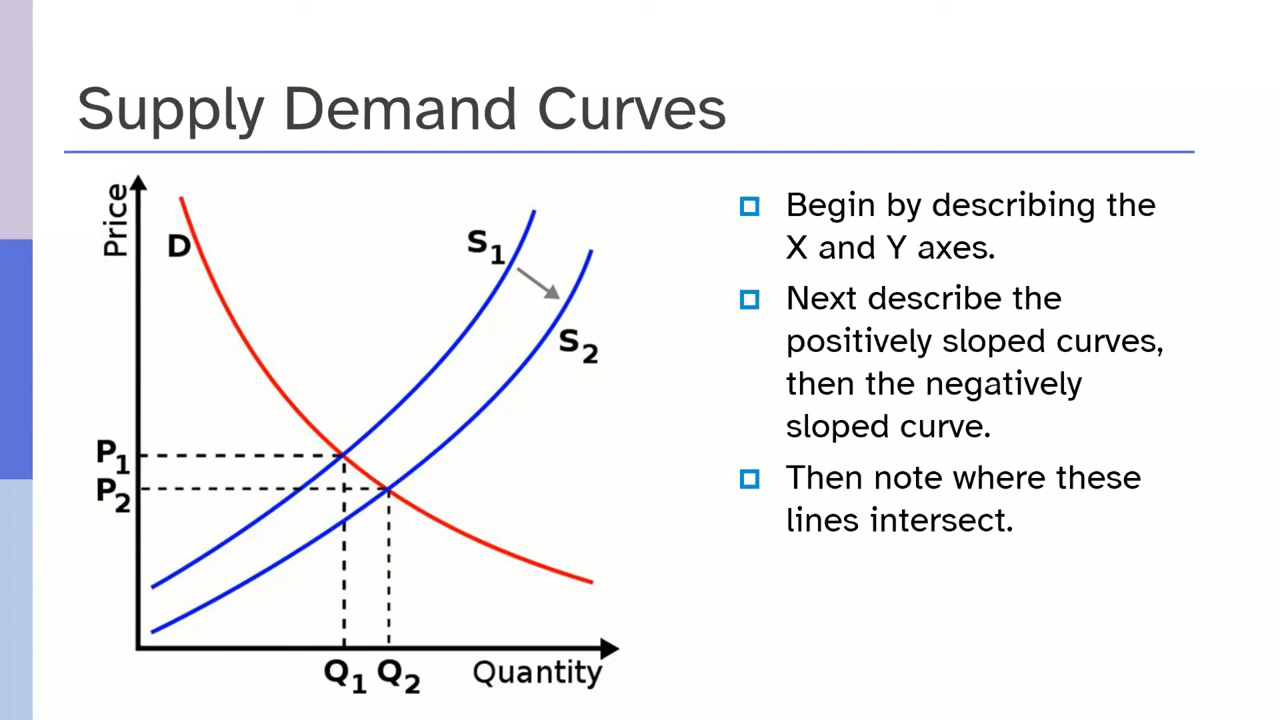 Supply Demand Curves
Price
D
S1
S2
P1
P2
Q1 Q2 Quantity
Begin by describing the
X and Y axes.
Next describe the
positively sloped curves,
then the negatively
sloped curve.
Then note where these
lines intersect.